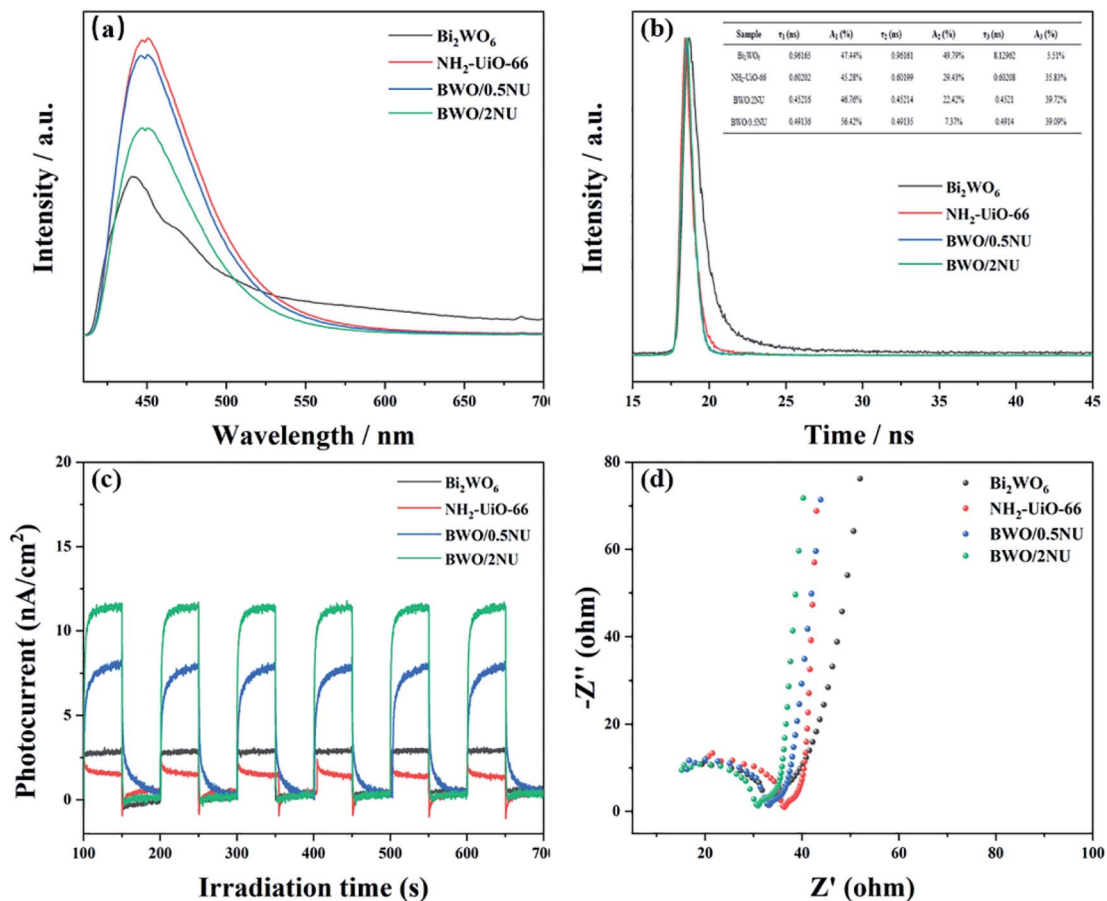 (a)
Bi₂WO₆
NH₂-UiO-66
BWO/0.5NU
BWO/2NU
Intensity / a.u.
450 500 550 600 650 700
Wavelength / nm
(b)
Sample τ₁ (ns) A₁ (%) τ₂ (ns) A₂ (%) τ₃ (ns) A₃ (%)
Bi₂WO₆ 0.96165 47.44% 0.96161 49.79% 8.12962 5.51%
NH₂-UiO-66 0.60202 45.28% 0.60199 29.43% 0.60208 35.83%
BWO/2NU 0.45216 46.76% 0.45214 22.42% 0.4521 39.72%
BWO/0.5NU 0.49136 56.42% 0.49135 7.37% 0.4914 39.09%
Bi₂WO₆
NH₂-UiO-66
BWO/0.5NU
BWO/2NU
Intensity / a.u.
15 20 25 30 35 40 45
Time / ns
(c)
Bi₂WO₆
NH₂-UiO-66
BWO/0.5NU
BWO/2NU
Photocurrent (nA/cm²)
20
15
10
5
0
100 200 300 400 500 600 700
Irradiation time (s)
(d)
Bi₂WO₆
NH₂-UiO-66
BWO/0.5NU
BWO/2NU
-Z'' (ohm)
80
60
40
20
0
20 40 60 80 100
Z' (ohm)